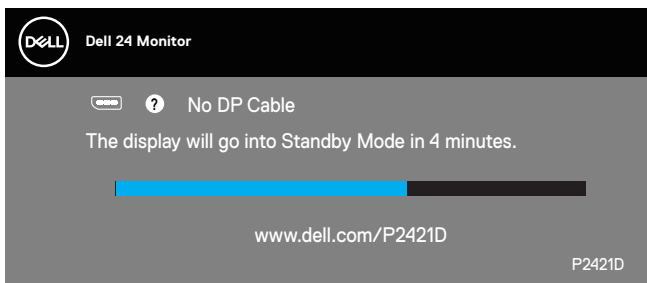 DELL
Dell 24 Monitor
? No DP Cable
The display will go into Standby Mode in 4 minutes.
www.dell.com/P2421D
P2421D